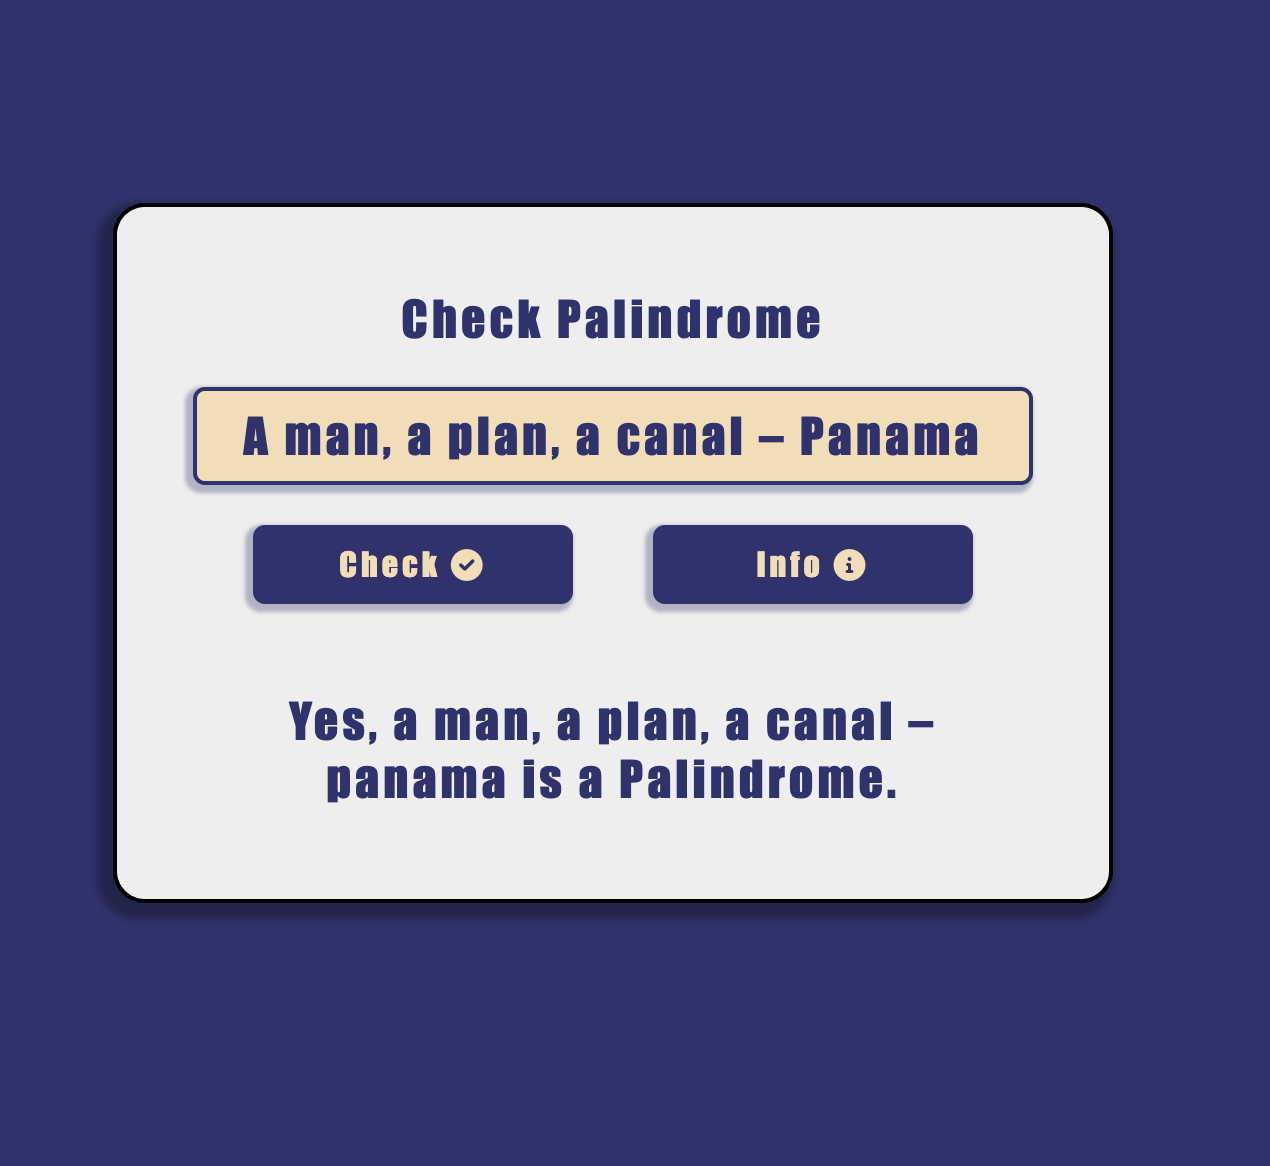 Check Palindrome
A man, a plan, a canal – Panama
Check
Info
Yes, a man, a plan, a canal –
panama is a Palindrome.